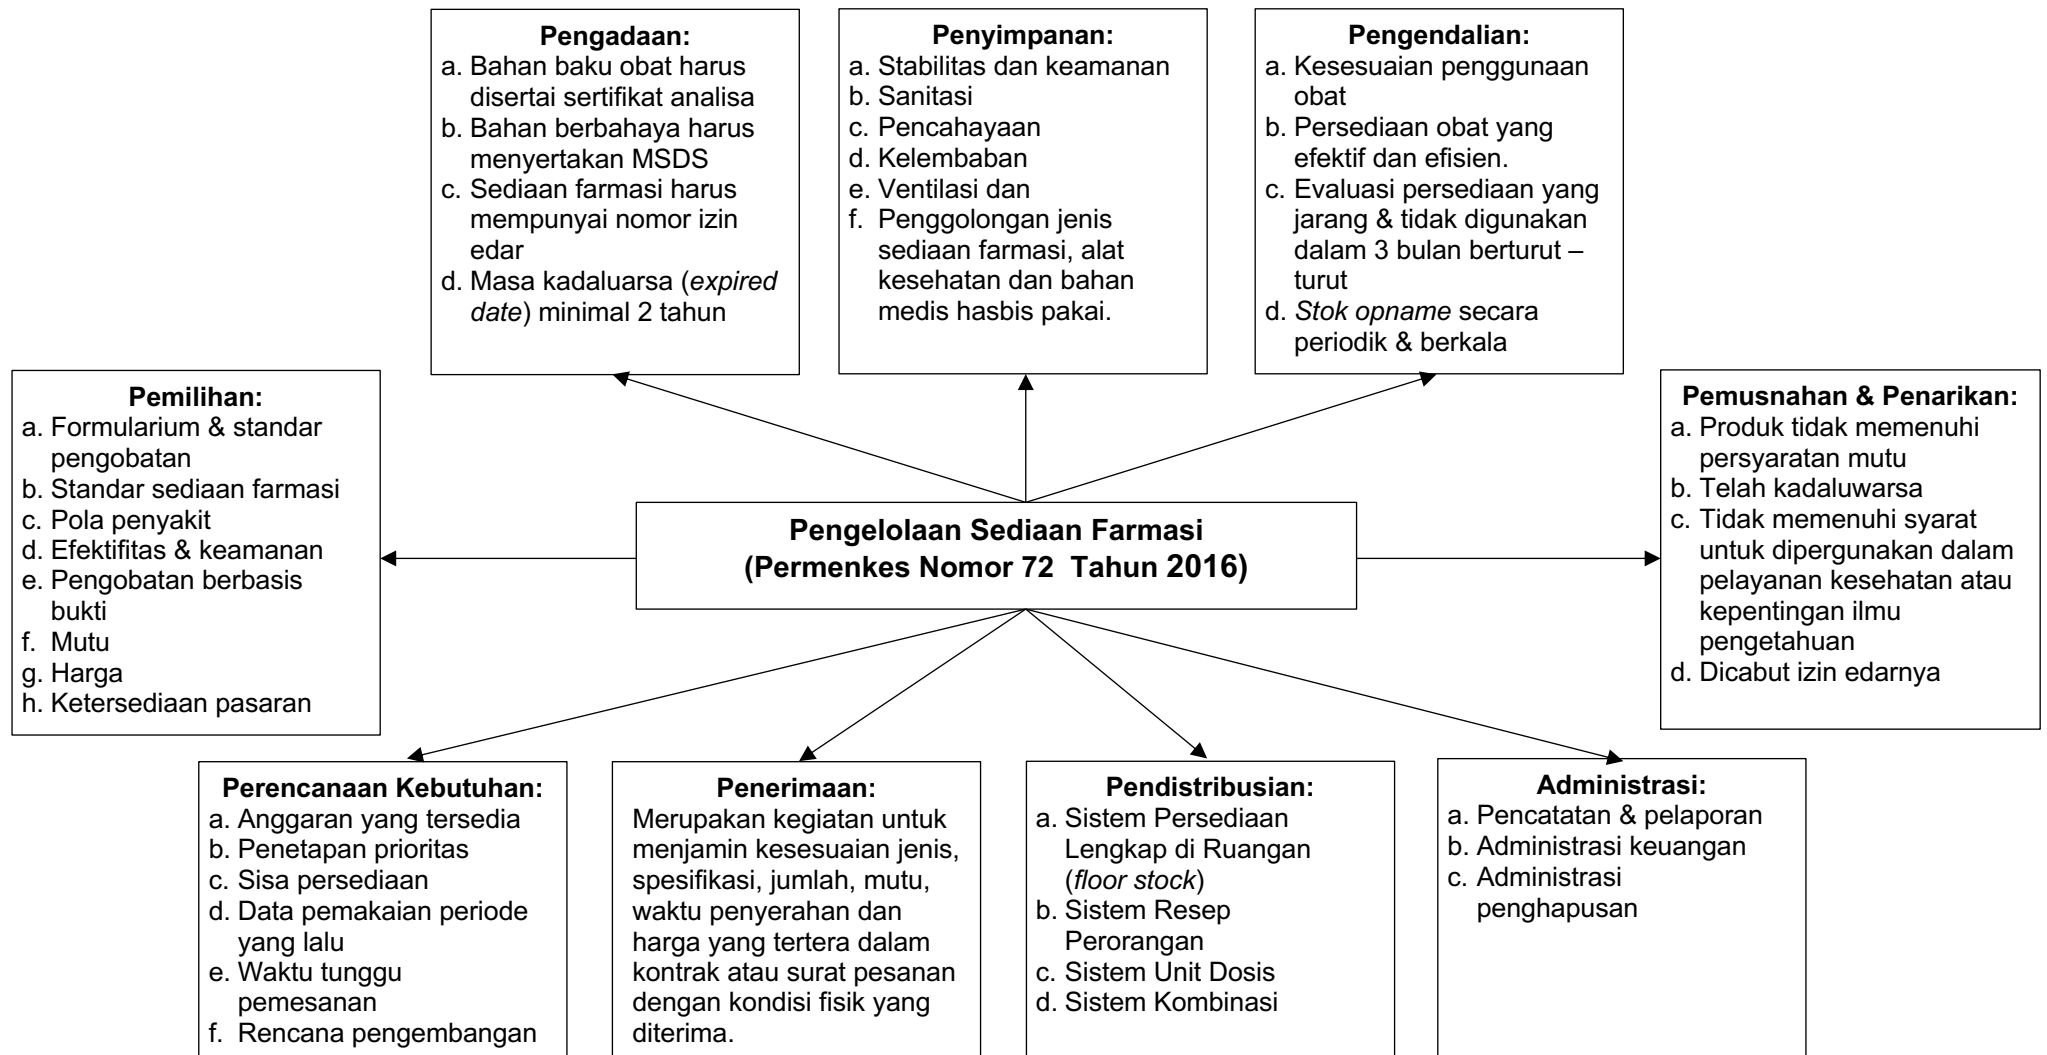 Pengadaan:
a. Bahan baku obat harus
disertai sertifikat analisa
b. Bahan berbahaya harus
menyertakan MSDS
c. Sediaan farmasi harus
mempunyai nomor izin
edar
d. Masa kadaluarsa (expired
date) minimal 2 tahun
Penyimpanan:
a. Stabilitas dan keamanan
b. Sanitasi
c. Pencahayaan
d. Kelembaban
e. Ventilasi dan
f. Penggolongan jenis
sediaan farmasi, alat
kesehatan dan bahan
medis hasbis pakai.
Pengendalian:
a. Kesesuaian penggunaan
obat
b. Persediaan obat yang
efektif dan efisien.
c. Evaluasi persediaan yang
jarang & tidak digunakan
dalam 3 bulan berturut –
turut
d. Stok opname secara
periodik & berkala
Pemilihan:
a. Formularium & standar
pengobatan
b. Standar sediaan farmasi
c. Pola penyakit
d. Efektifitas & keamanan
e. Pengobatan berbasis
bukti
f. Mutu
g. Harga
h. Ketersediaan pasaran
Pengelolaan Sediaan Farmasi
(Permenkes Nomor 72 Tahun 2016)
Pemusnahan & Penarikan:
a. Produk tidak memenuhi
persyaratan mutu
b. Telah kadaluwarsa
c. Tidak memenuhi syarat
untuk dipergunakan dalam
pelayanan kesehatan atau
kepentingan ilmu
pengetahuan
d. Dicabut izin edarnya
Perencanaan Kebutuhan:
a. Anggaran yang tersedia
b. Penetapan prioritas
c. Sisa persediaan
d. Data pemakaian periode
yang lalu
e. Waktu tunggu
pemesanan
f. Rencana pengembangan
Penerimaan:
Merupakan kegiatan untuk
menjamin kesesuaian jenis,
spesifikasi, jumlah, mutu,
waktu penyerahan dan
harga yang tertera dalam
kontrak atau surat pesanan
dengan kondisi fisik yang
diterima.
Pendistribusian:
a. Sistem Persediaan
Lengkap di Ruangan
(floor stock)
b. Sistem Resep
Perorangan
c. Sistem Unit Dosis
d. Sistem Kombinasi
Administrasi:
a. Pencatatan & pelaporan
b. Administrasi keuangan
c. Administrasi
penghapusan